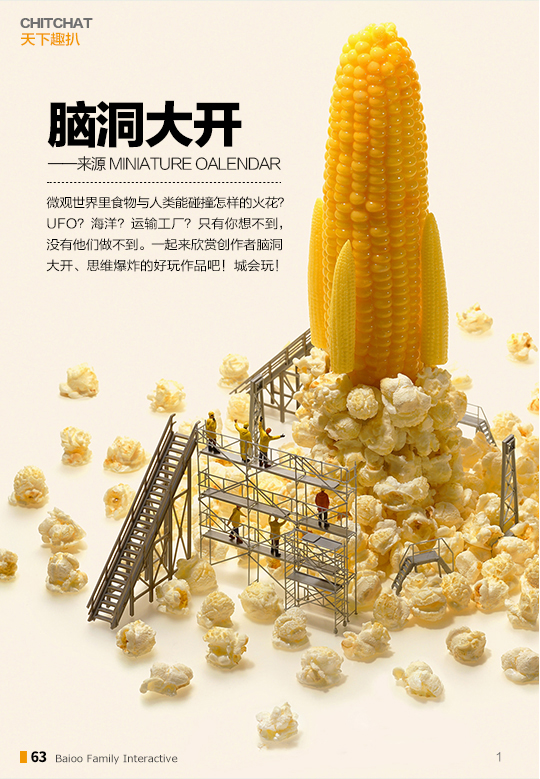 CHITCHAT
天下趣扒
脑洞大开
——来源 MINIATURE OALENDAR
微观世界里食物与人类能碰撞怎样的火花?
UFO?海洋?运输工厂?只有你想不到，
没有他们做不到。一起来欣赏创作者脑洞
大开、思维爆炸的好玩作品吧!城会玩!
63 Baioo Family Interactive
1